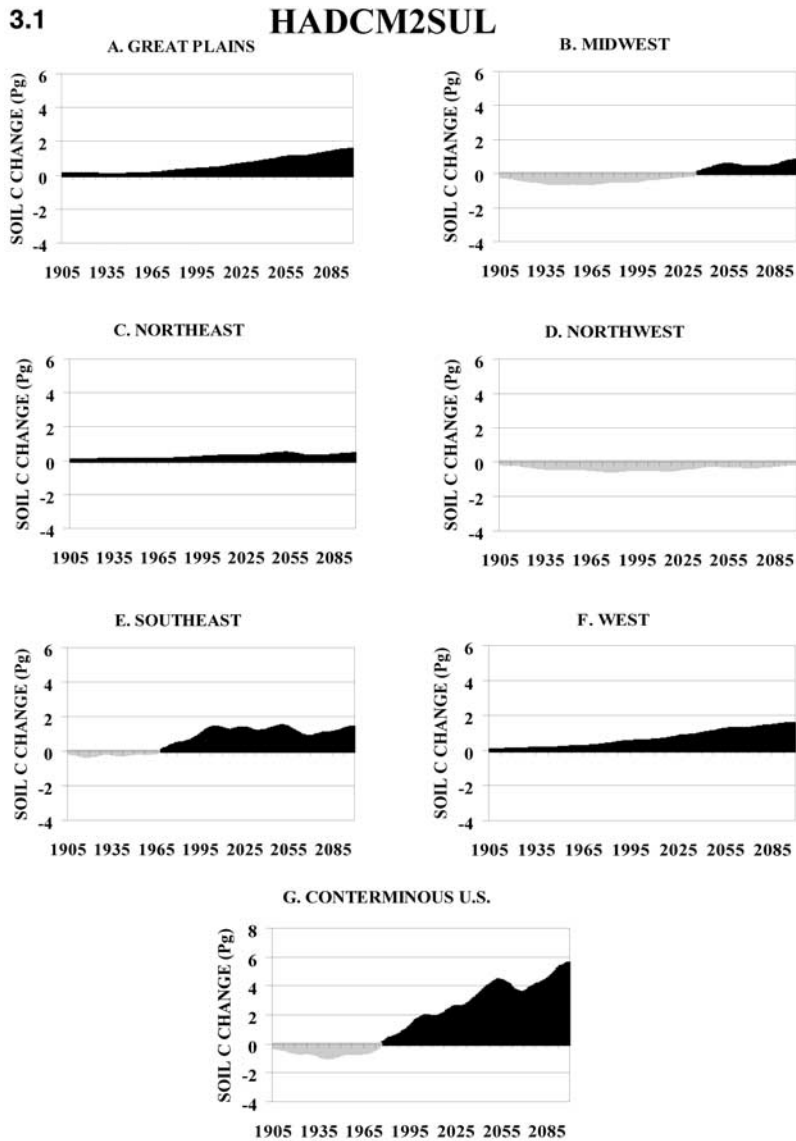 3.1
HADCM2SUL
A. GREAT PLAINS
SOIL C CHANGE (Pg)
6
4
2
0
-2
-4
1905 1935 1965 1995 2025 2055 2085
B. MIDWEST
SOIL C CHANGE (Pg)
6
4
2
0
-2
-4
1905 1935 1965 1995 2025 2055 2085
C. NORTHEAST
SOIL C CHANGE (Pg)
6
4
2
0
-2
-4
1905 1935 1965 1995 2025 2055 2085
D. NORTHWEST
SOIL C CHANGE (Pg)
6
4
2
0
-2
-4
1905 1935 1965 1995 2025 2055 2085
E. SOUTHEAST
SOIL C CHANGE (Pg)
6
4
2
0
-2
-4
1905 1935 1965 1995 2025 2055 2085
F. WEST
SOIL C CHANGE (Pg)
6
4
2
0
-2
-4
1905 1935 1965 1995 2025 2055 2085
G. CONTERMINOUS U.S.
SOIL C CHANGE (Pg)
8
6
4
2
0
-2
-4
1905 1935 1965 1995 2025 2055 2085